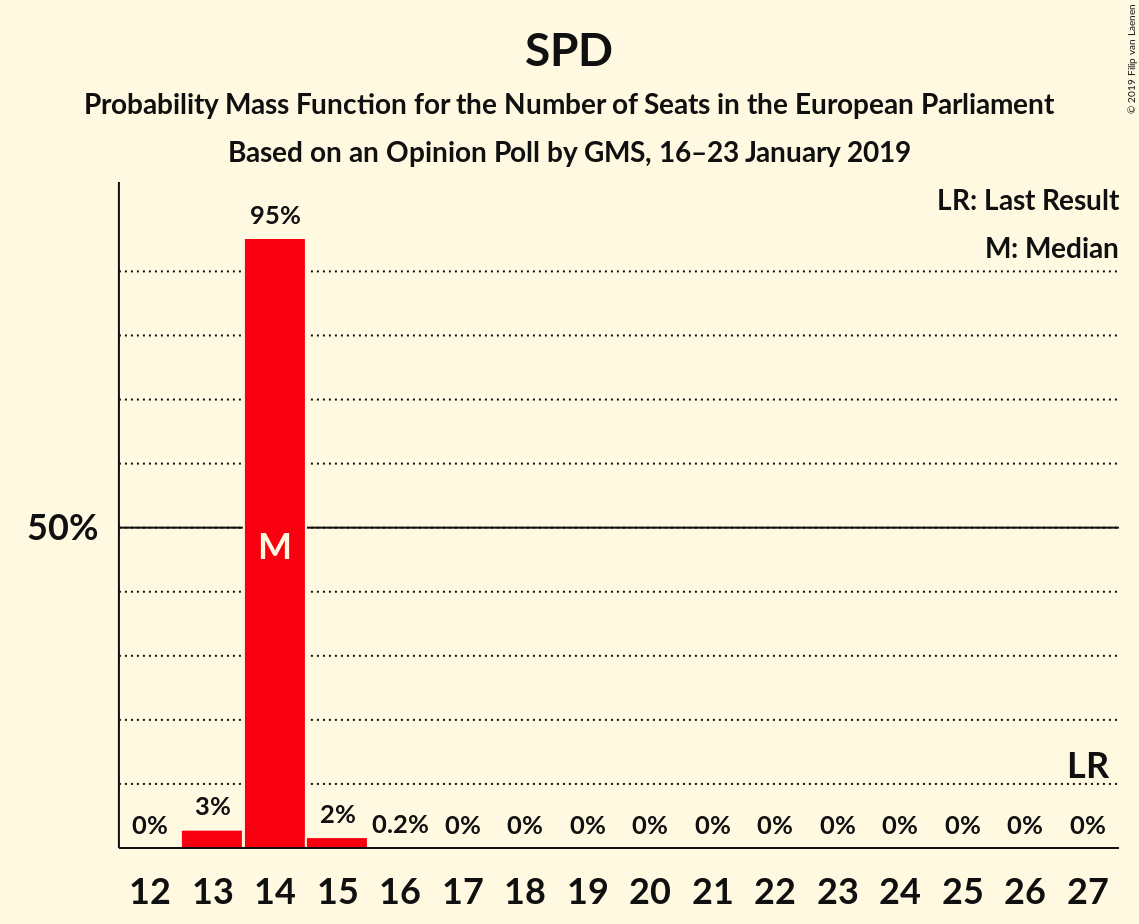 SPD
Probability Mass Function for the Number of Seats in the European Parliament
Based on an Opinion Poll by GMS, 16–23 January 2019
© 2019 Filip van Laenen
LR: Last Result
M: Median
95%
50%
M
LR
0% 3% 2% 0.2% 0% 0% 0% 0% 0% 0% 0% 0% 0% 0% 0%
12 13 14 15 16 17 18 19 20 21 22 23 24 25 26 27